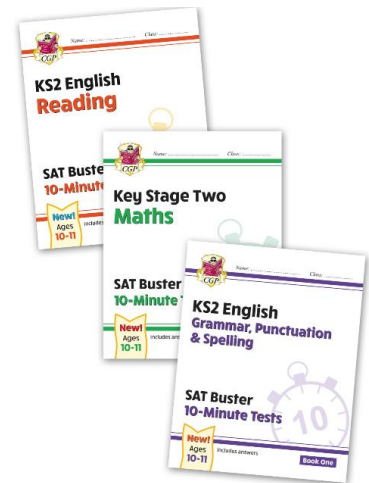 Name: Class:
CGP
KS2 English
Reading
SAT Buste
10-Minute
New!
Ages
10-11
includes
Name: Class:
CGP
Key Stage Two
Maths
SAT Buster
10-Minute
New!
Ages
10-11
includes ans
Name: Class:
CGP
KS2 English
Grammar, Punctuation
& Spelling
SAT Buster
10-Minute Tests
10
New!
Ages
10-11
includes answers
Book One